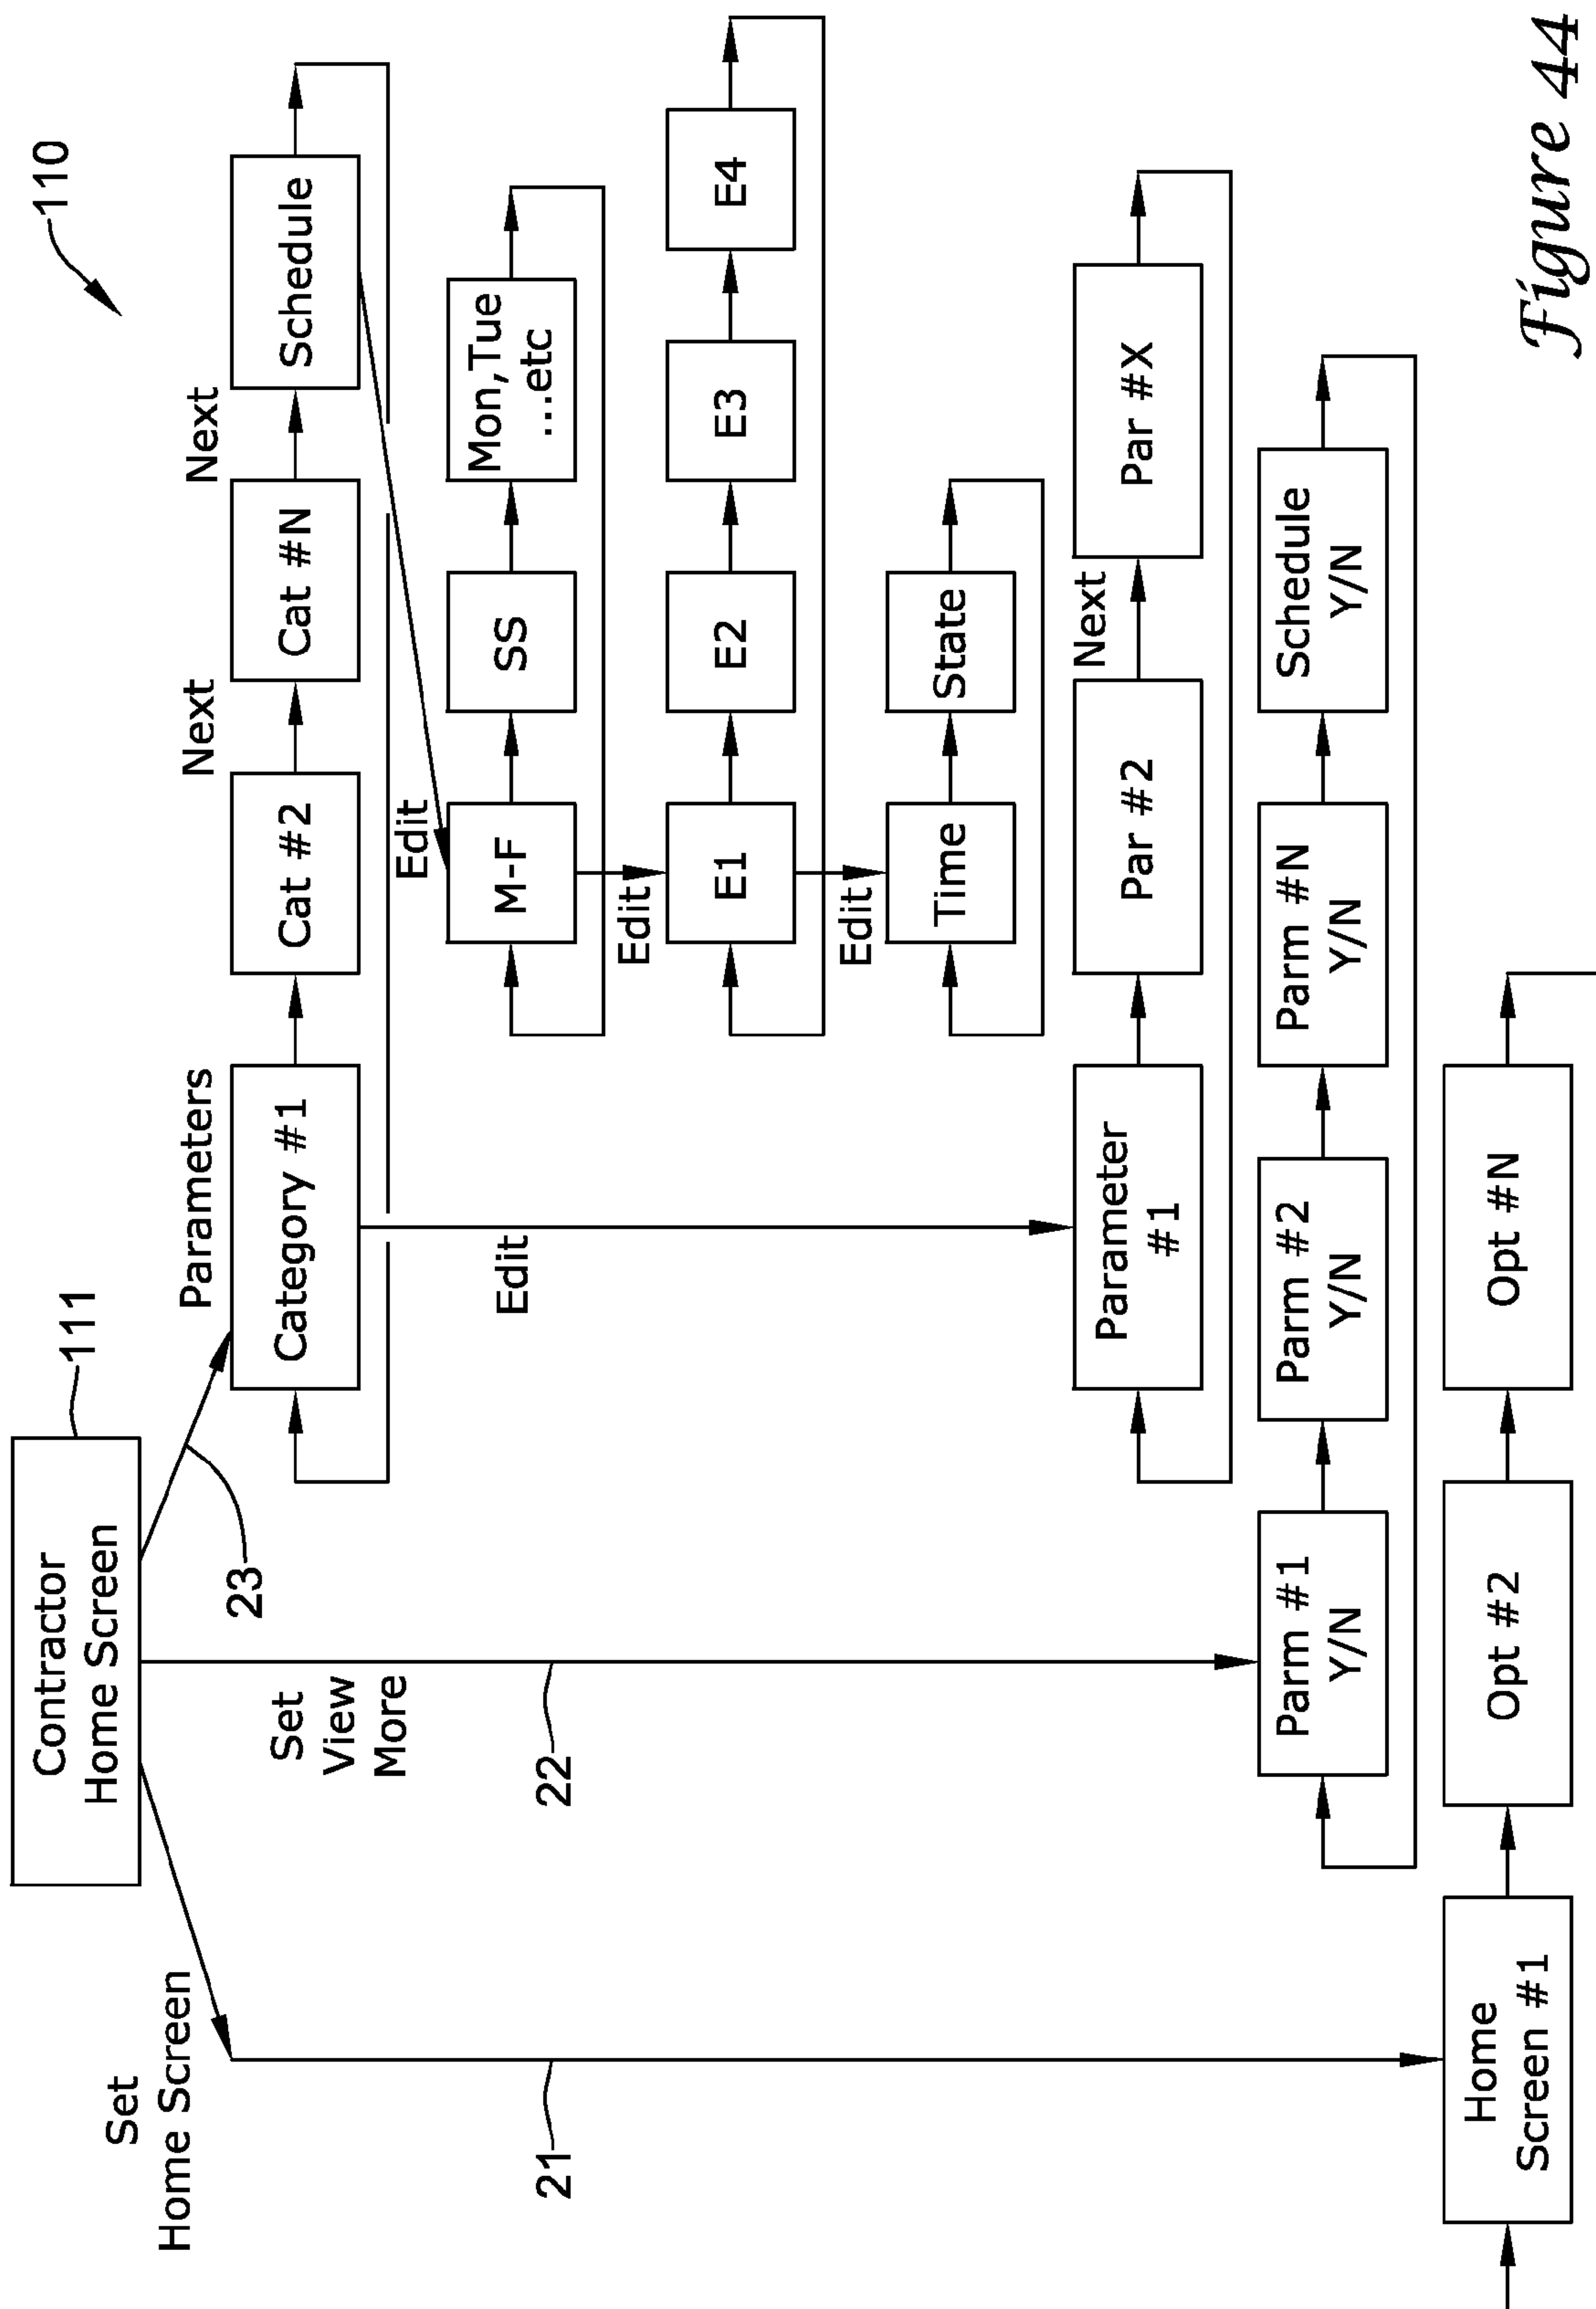 110
Contractor
Home Screen
111
Set
Home Screen
21
Set
View
More
22
23
Parameters
Category #1
Cat #2
Next
Cat #N
Next
Schedule
Edit
M-F
SS
Mon,Tue
...etc
Edit
E1
E2
E3
E4
Edit
Time
State
Edit
Parameter
#1
Par #2
Next
Par #X
Parm #1
Y/N
Parm #2
Y/N
Parm #N
Y/N
Schedule
Y/N
Home
Screen #1
Opt #2
Opt #N
Figure 44